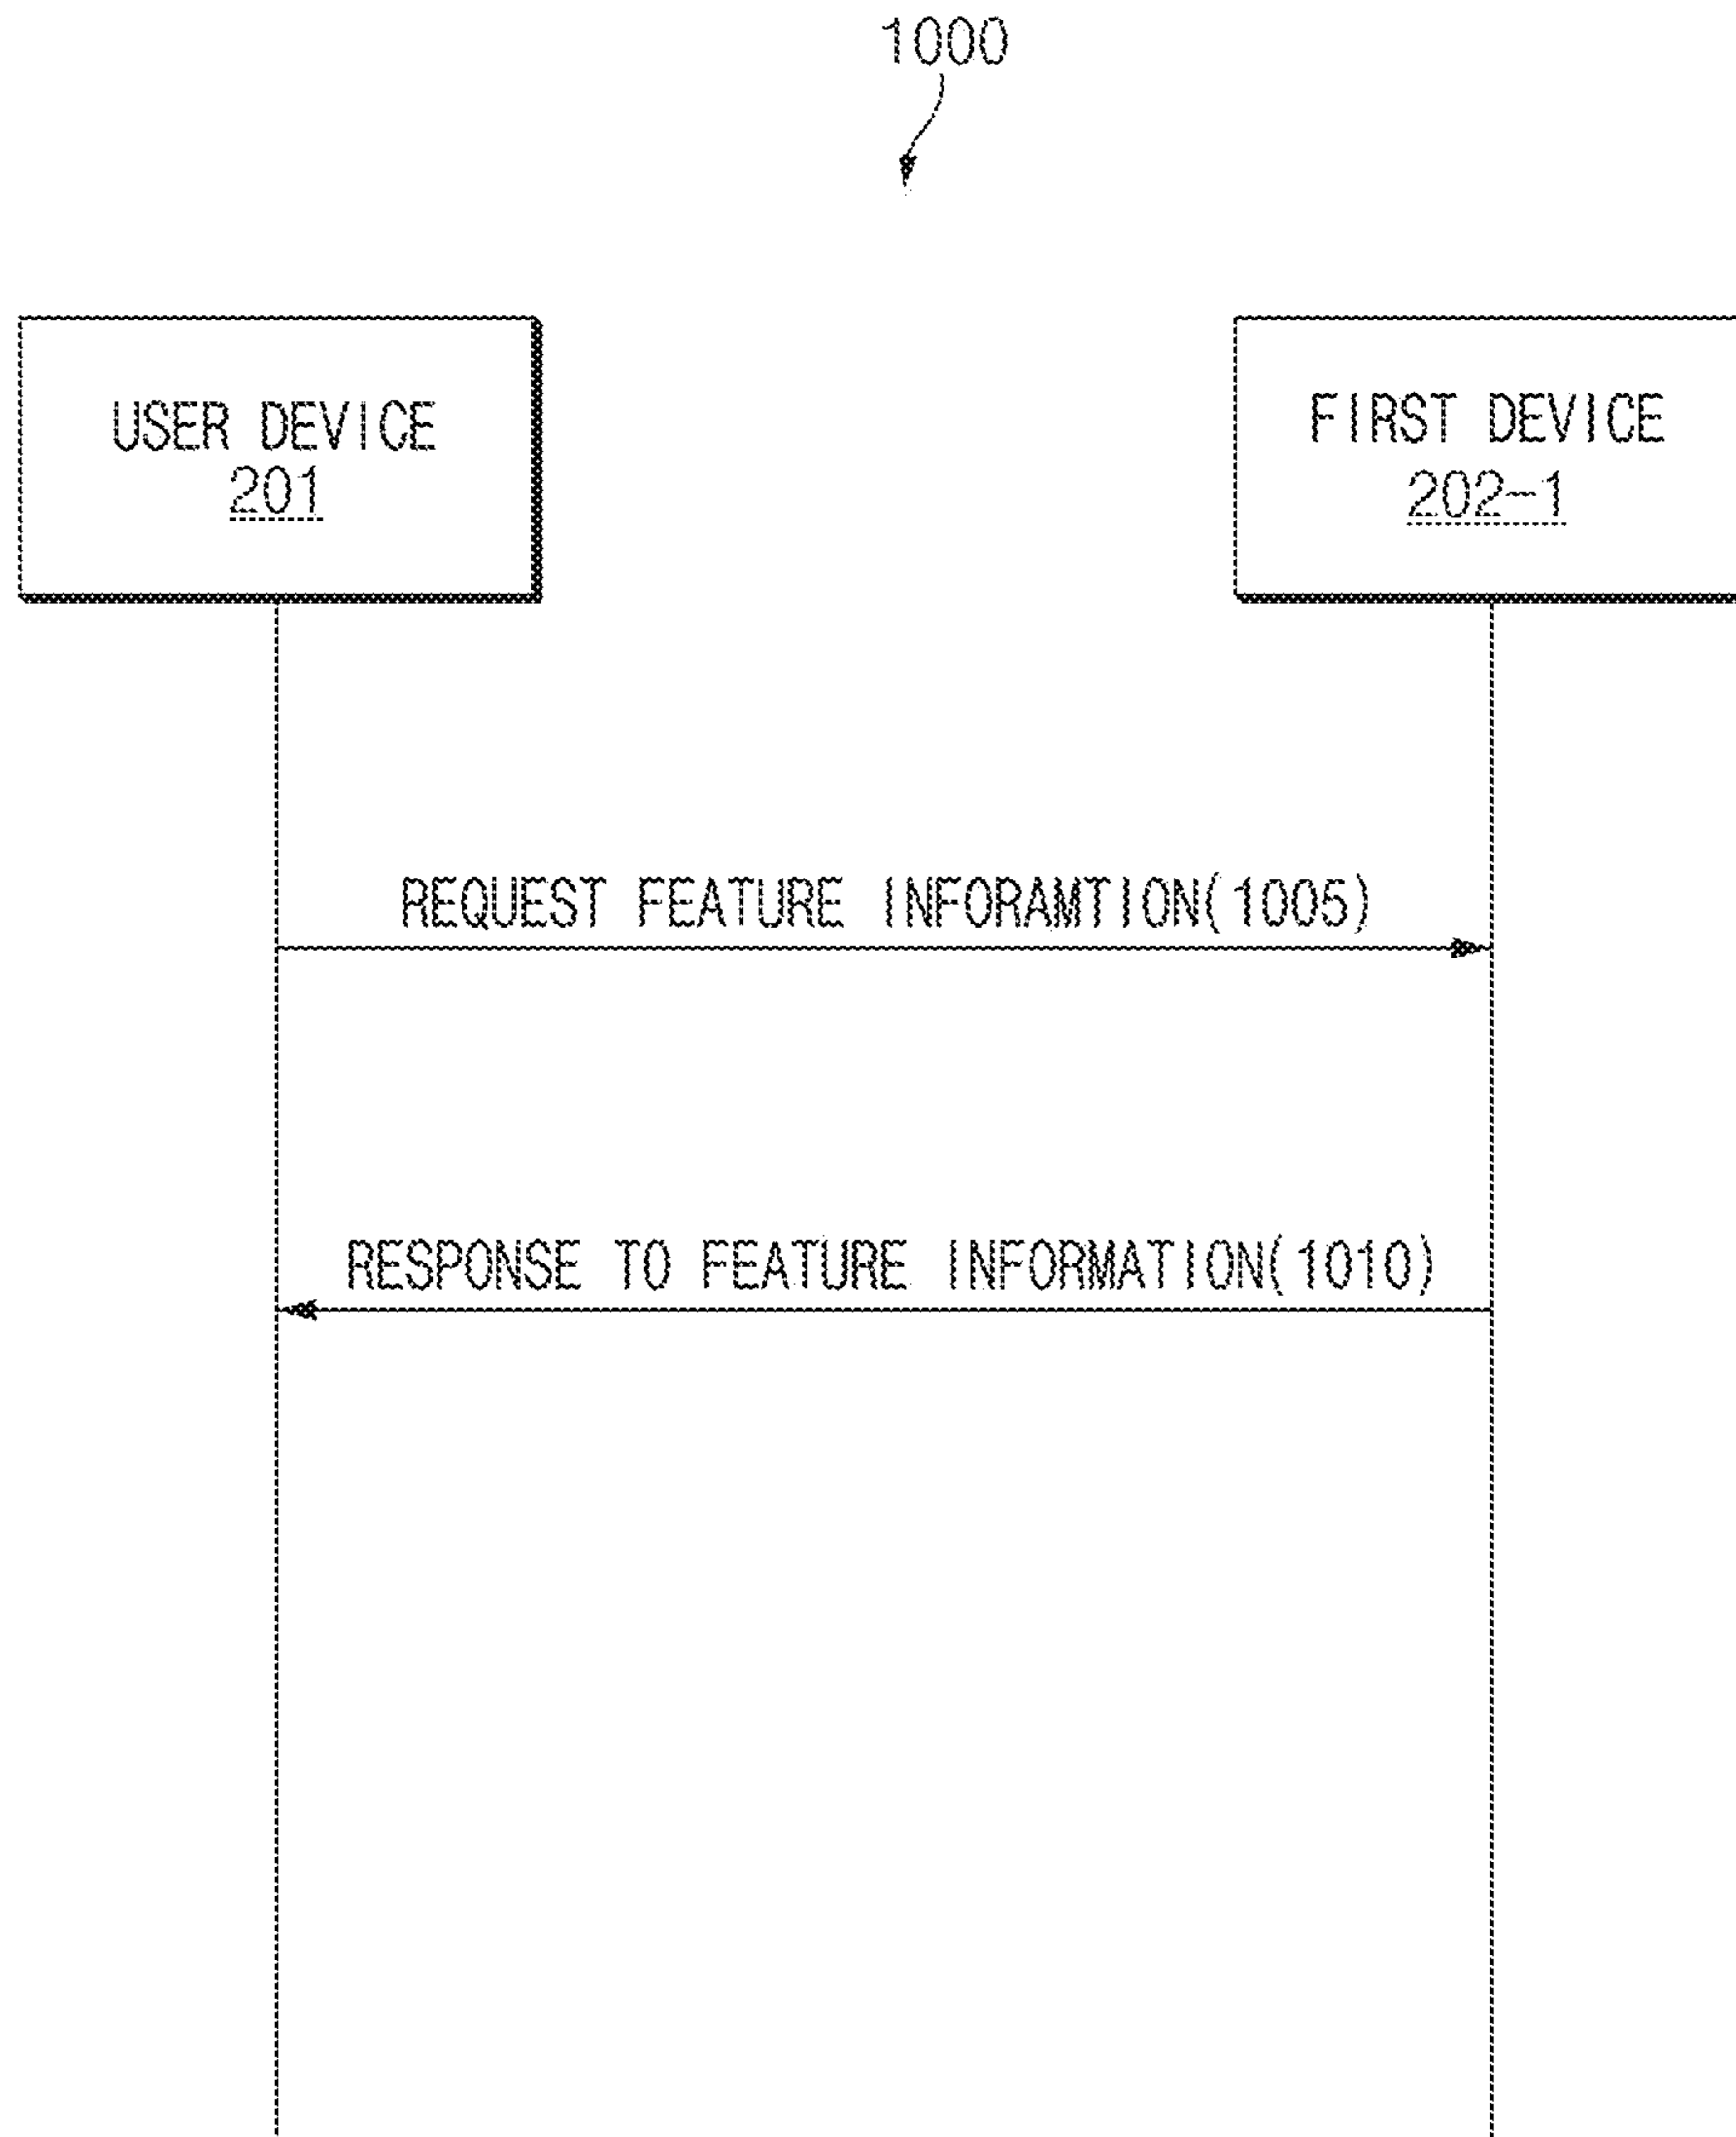 1000
USER DEVICE
201
FIRST DEVICE
202-1
REQUEST FEATURE INFORAMTION(1005)
RESPONSE TO FEATURE INFORMATION(1010)